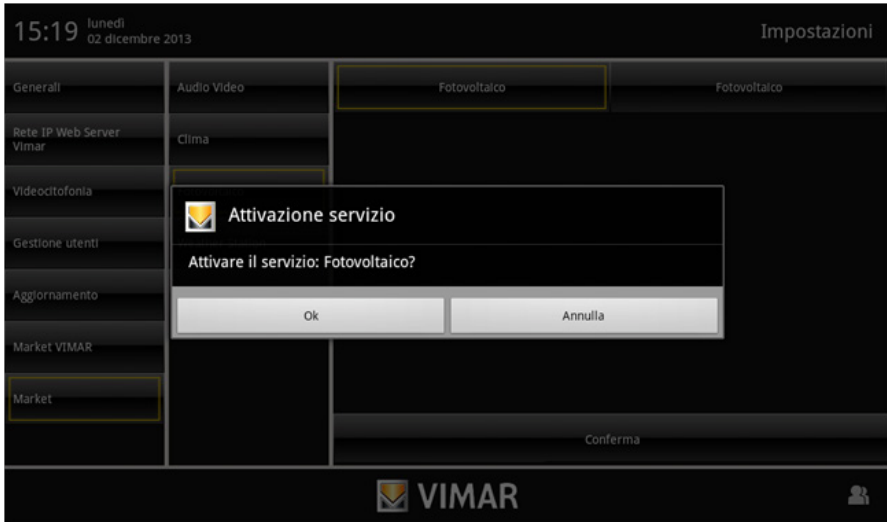 15:19 lunedì
02 dicembre 2013
Impostazioni
Generali
Audio Video
Fotovoltaico
Fotovoltaico
Rete IP Web Server
Vimar
Clima
Videocitofonia
Gestione utenti
Attivazione servizio
Attivare il servizio: Fotovoltaico?
Ok
Annulla
Aggiornamento
Market VIMAR
Market
Conferma
VIMAR